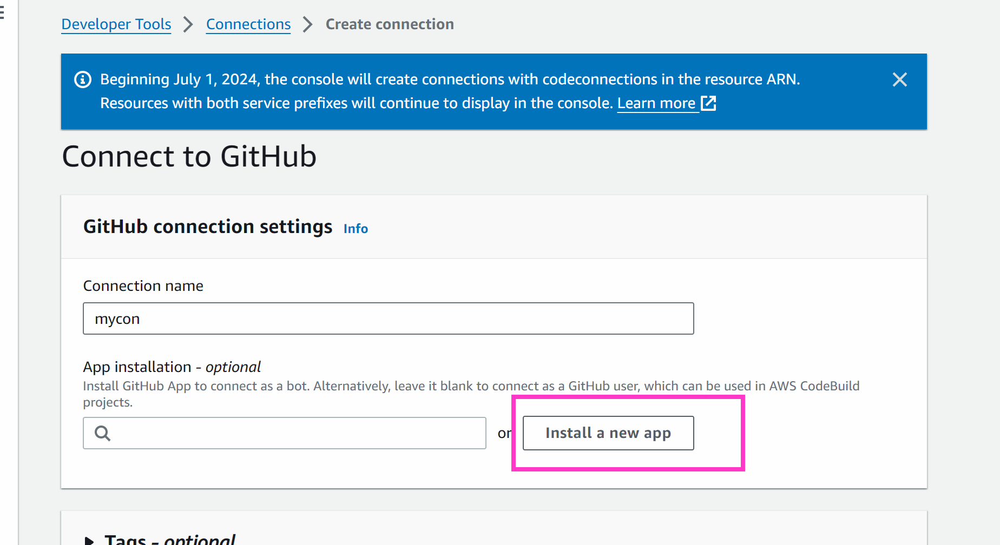 Developer Tools > Connections > Create connection
Beginning July 1, 2024, the console will create connections with codeconnections in the resource ARN.
Resources with both service prefixes will continue to display in the console. Learn more
Connect to GitHub
GitHub connection settings Info
Connection name
mycon
App installation - optional
Install GitHub App to connect as a bot. Alternatively, leave it blank to connect as a GitHub user, which can be used in AWS CodeBuild
projects.
or Install a new app
Tags - optional